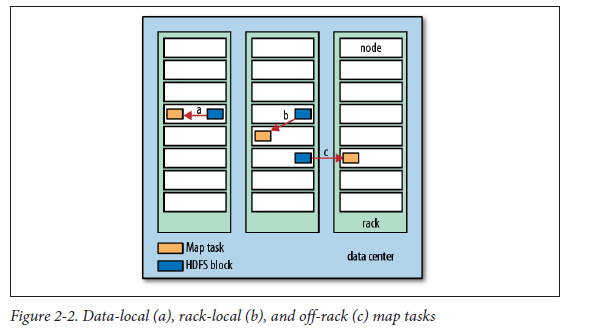 node
a
b
c
rack
Map task
HDFS block
data center
Figure 2-2. Data-local (a), rack-local (b), and off-rack (c) map tasks